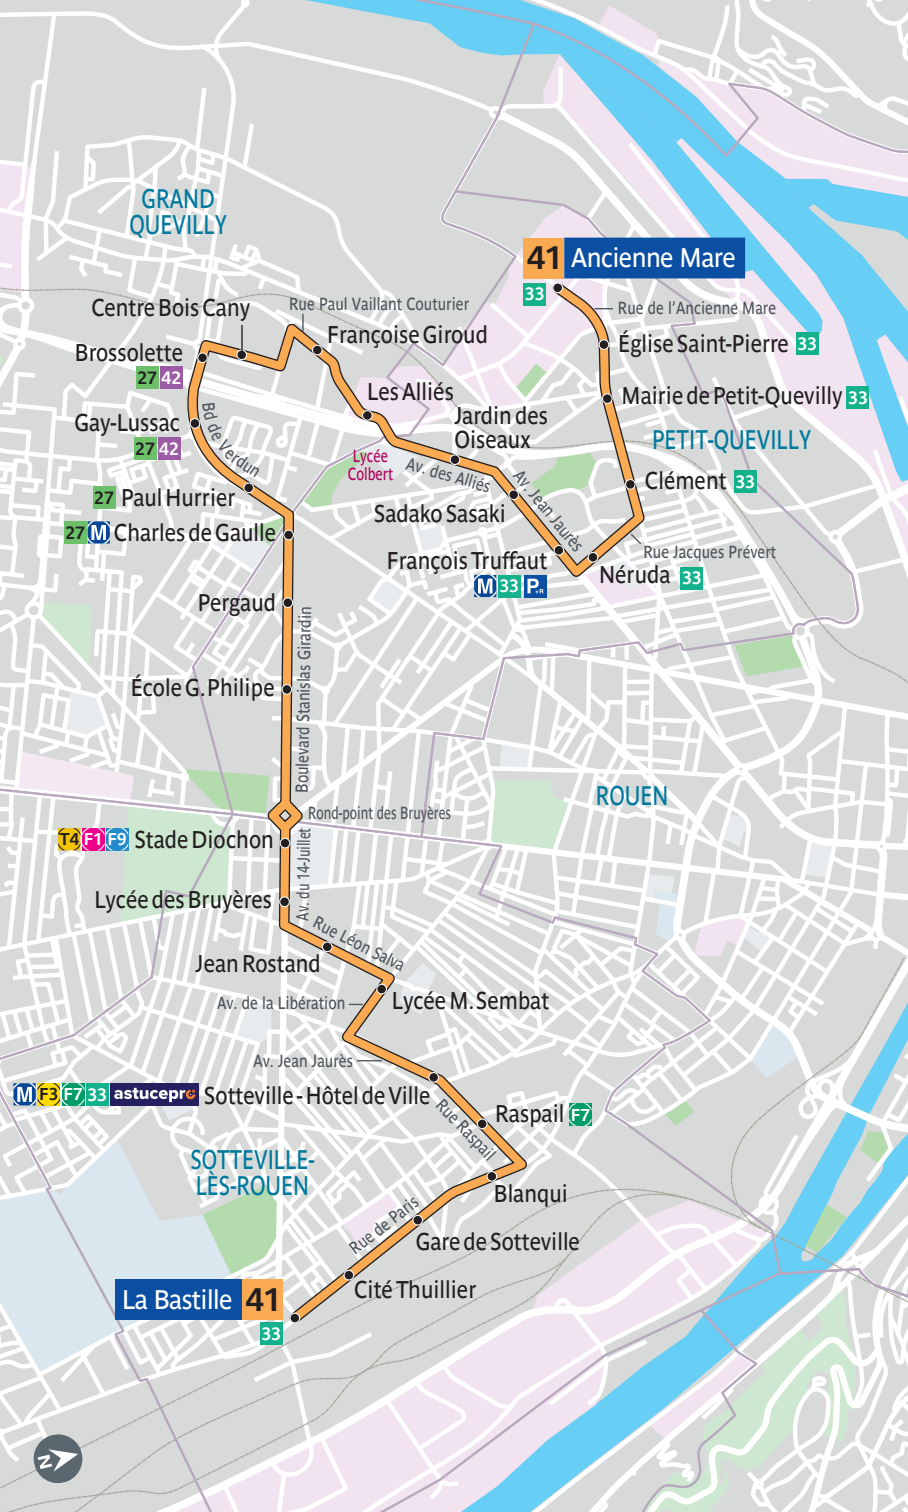 GRAND
QUEVILLY
41 Ancienne Mare
33
Rue de l'Ancienne Mare
Centre Bois Cany
Rue Paul Vaillant Couturier
Françoise Giroud
Église Saint-Pierre 33
Brossolette
27 42
Les Alliés
Mairie de Petit-Quevilly 33
Gay-Lussac
27 42
Bd de Verdun
Jardin des
Oiseaux
PETIT-QUEVILLY
Lycée
Colbert
Av. des Alliés
Av. Jean Jaurès
Clément 33
27 Paul Hurrier
Sadako Sasaki
27 M Charles de Gaulle
Rue Jacques Prévert
François Truffaut
M 33 P+R
Néruda 33
Pergaud
École G. Philipe
Boulevard Stanislas Girardin
ROUEN
Rond-point des Bruyères
T4 F1 F9 Stade Diochon
Av. du 14-Juillet
Lycée des Bruyères
Rue Léon Salva
Jean Rostand
Av. de la Libération
Lycée M. Sembat
Av. Jean Jaurès
M F3 F7 33 astucepro Sotteville - Hôtel de Ville
Rue Raspail
Raspail F7
SOTTEVILLE-
LÈS-ROUEN
Blanqui
Rue de Paris
Gare de Sotteville
Cité Thuillier
La Bastille 41
33
N